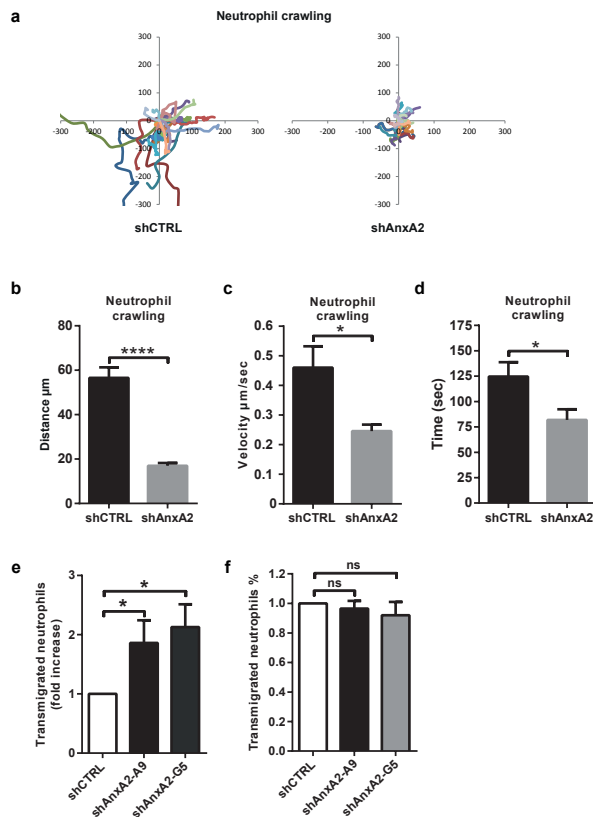 a
Neutrophil crawling
300
200
100
0
-300 -200 -100 0 100 200 300
-100
-200
-300
shCTRL
300
200
100
0
-300 -200 -100 0 100 200 300
-100
-200
-300
shAnxA2
b
Neutrophil
crawling
Distance µm
80
60
40
20
0
****
shCTRL shAnxA2
c
Neutrophil
crawling
Velocity µm/sec
0.6
0.5
0.4
0.3
0.2
0.1
0
*
shCTRL shAnxA2
d
Neutrophil
crawling
Time (sec)
175
150
125
100
75
50
25
0
*
shCTRL shAnxA2
e
Transmigrated neutrophils
(fold increase)
3
2
1
0
*
*
shCTRL
shAnxA2-A9
shAnxA2-G5
f
Transmigrated neutrophils %
1.2
1.0
0.8
0.6
0.4
0.2
0.0
ns
ns
shCTRL
shAnxA2-A9
shAnxA2-G5